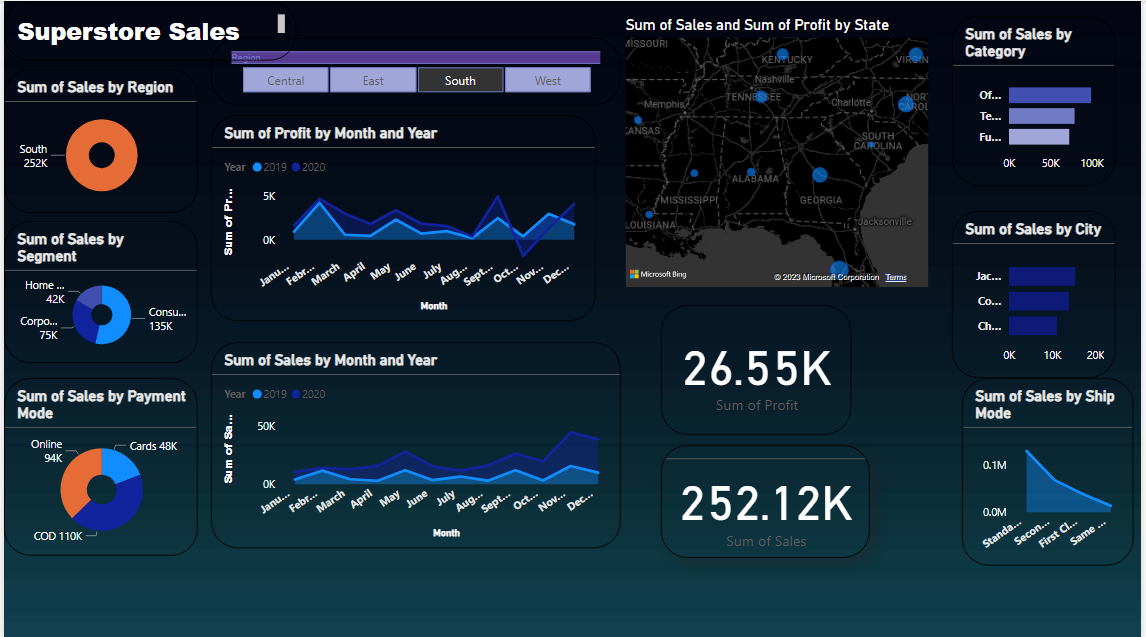 Superstore Sales
Region
Central
East
South
West
Sum of Sales by Region
South
252K
Sum of Sales by
Segment
Home ...
42K
Corpo...
75K
Consu...
135K
Sum of Sales by Payment
Mode
Online
94K
Cards 48K
COD 110K
Sum of Profit by Month and Year
Year 2019 2020
Sum of Pr...
5K
0K
Janu...
Febr...
March
April
May
June
July
Aug...
Sept...
Oct...
Nov...
Dec...
Month
Sum of Sales by Month and Year
Year 2019 2020
Sum of Sa...
50K
0K
Janu...
Febr...
March
April
May
June
July
Aug...
Sept...
Oct...
Nov...
Dec...
Month
Sum of Sales and Sum of Profit by State
MISSOURI
KENTUCKY
VIRGIN
Nashville
TENNESSEE
Memphis
Charlotte
NORT
CAROL
KANSAS
SOUTH
CAROLINA
ALABAMA
MISSISSIPPI
GEORGIA
LOUISIANA
Jacksonville
Microsoft Bing
© 2023 Microsoft Corporation Terms
26.55K
Sum of Profit
252.12K
Sum of Sales
Sum of Sales by
Category
Of...
Te...
Fu...
0K 50K 100K
Sum of Sales by City
Jac...
Co...
Ch...
0K 10K 20K
Sum of Sales by Ship
Mode
0.1M
0.0M
Standa...
Secon...
First Cl...
Same ...